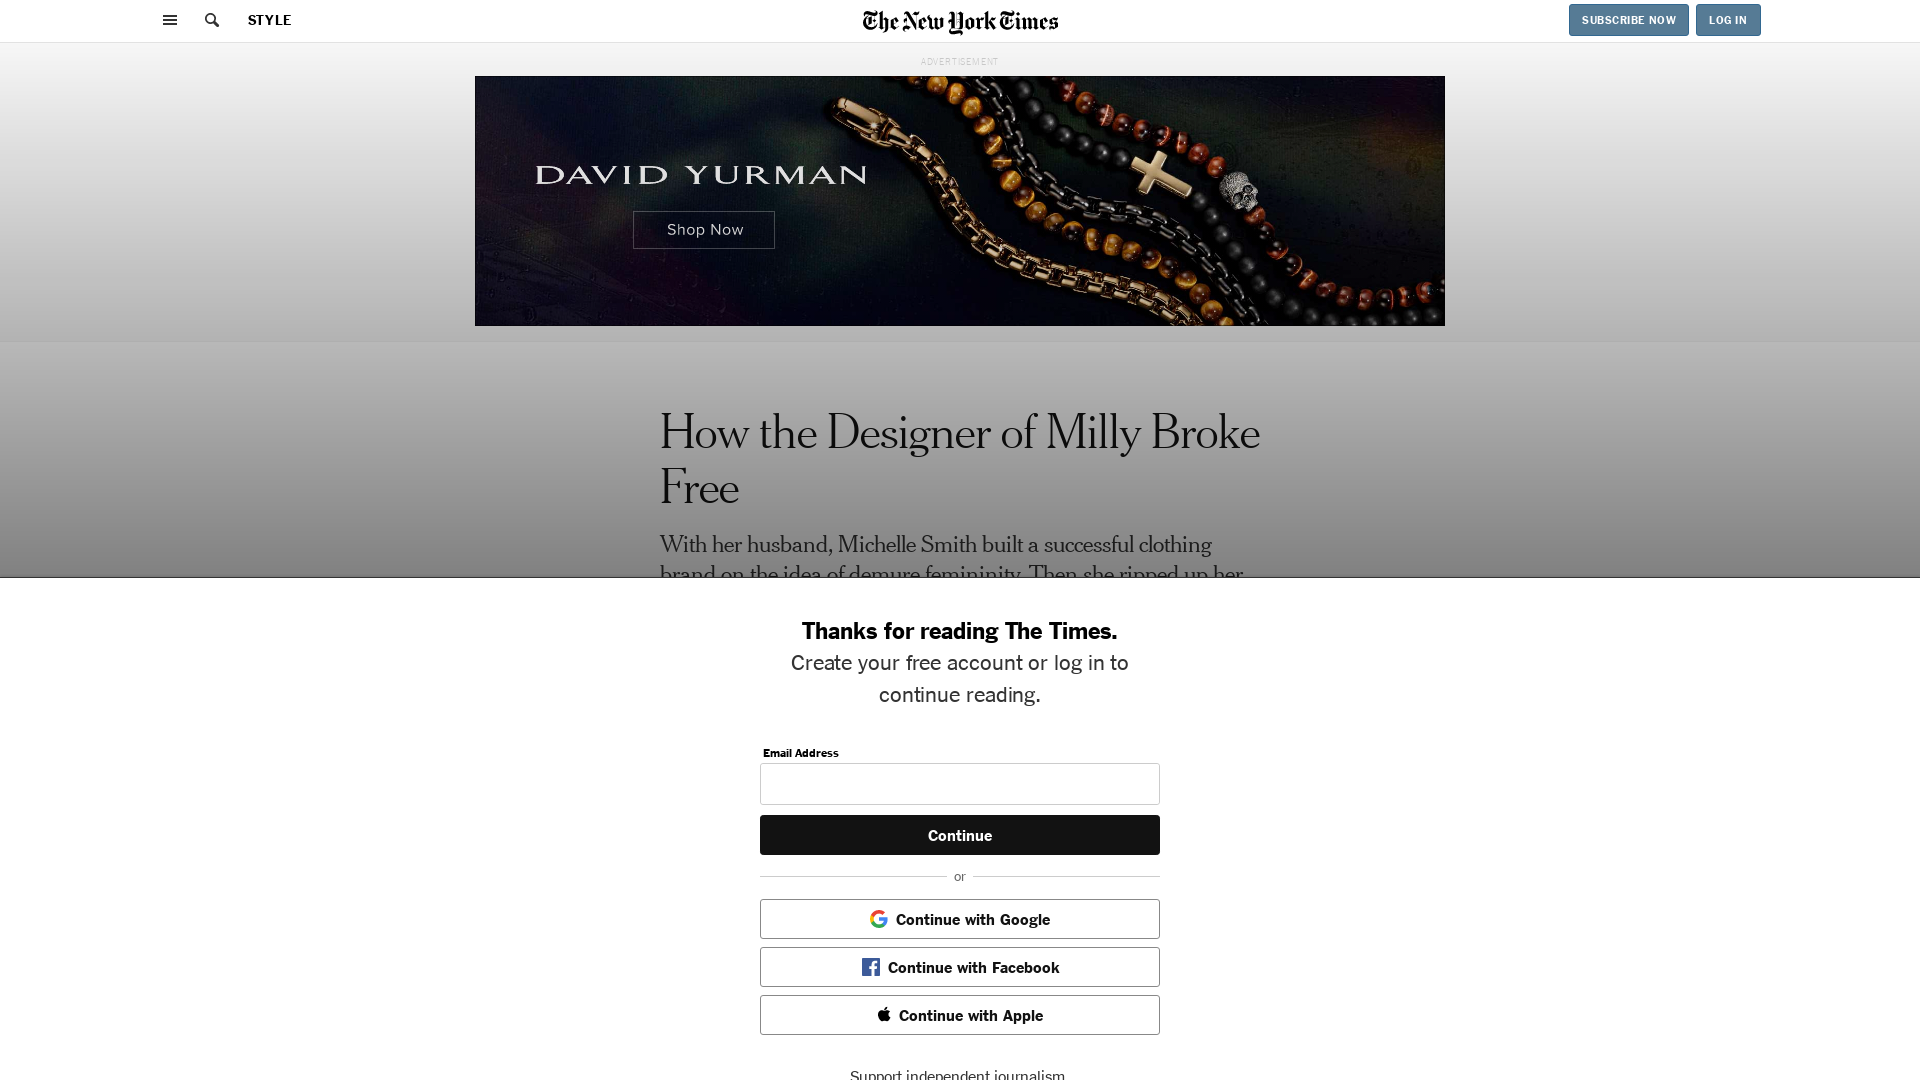 STYLE
The New York Times
SUBSCRIBE NOW
LOG IN
ADVERTISEMENT
DAVID YURMAN
Shop Now
How the Designer of Milly Broke
Free
With her husband, Michelle Smith built a successful clothing
brand on the idea of demure femininity. Then she ripped up her
Thanks for reading The Times.
Create your free account or log in to
continue reading.
Email Address
Continue
or
Continue with Google
Continue with Facebook
Continue with Apple
Support independent journalism